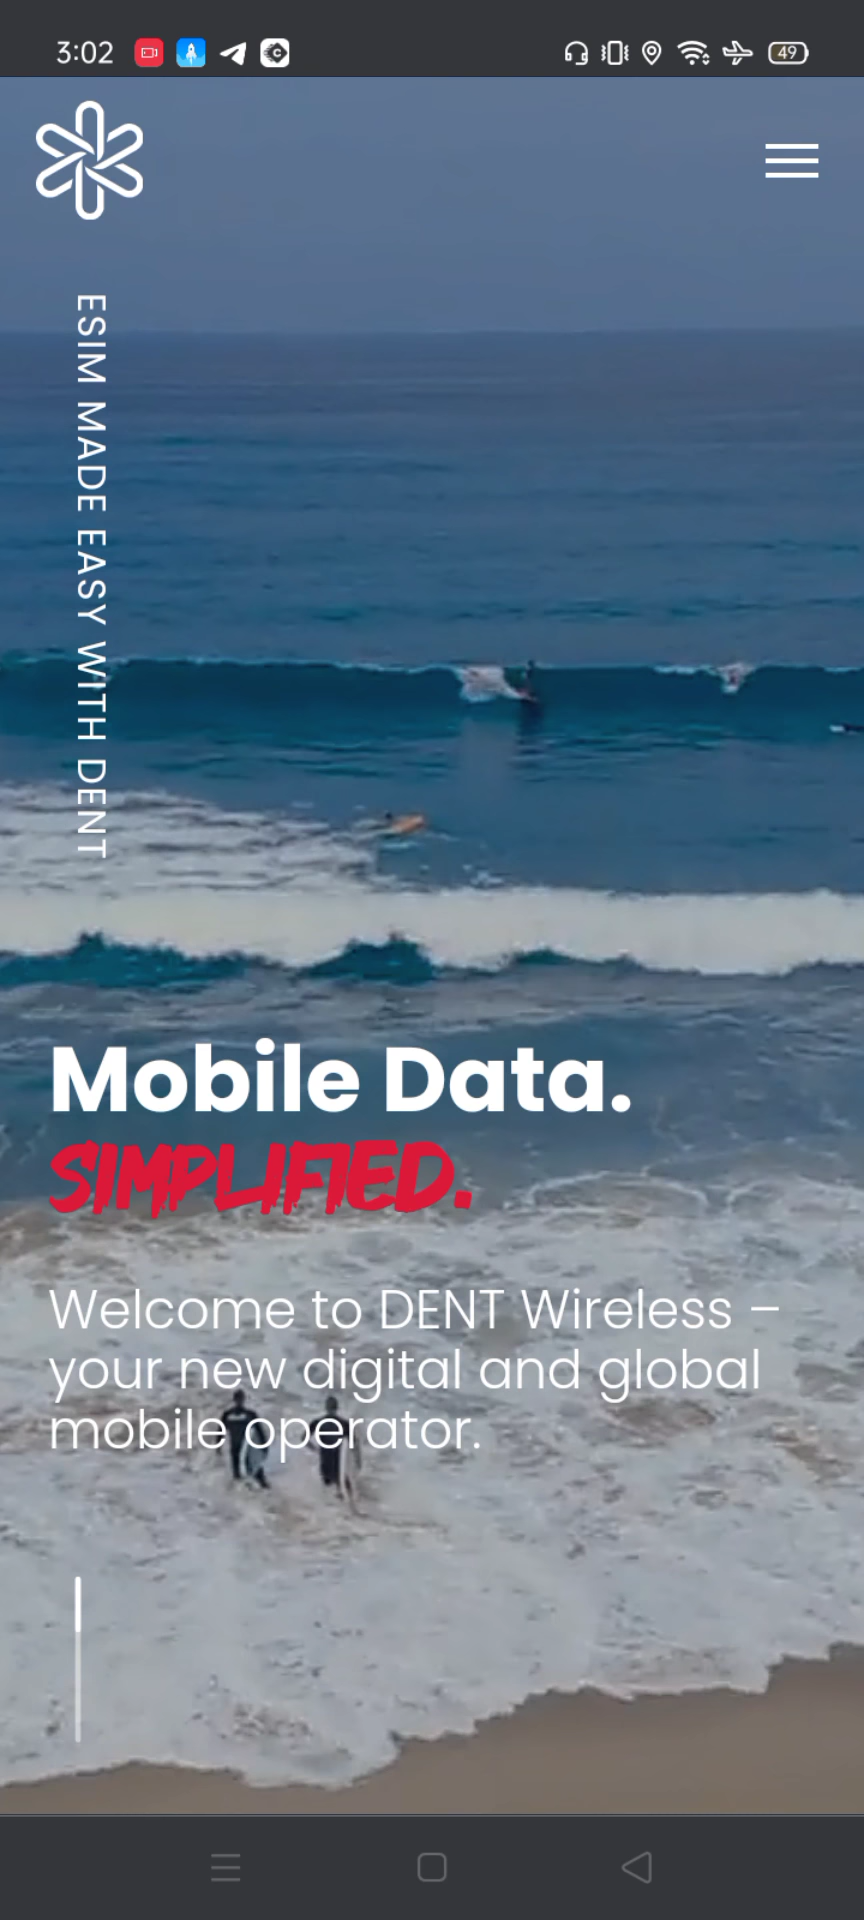 3:02
49
ESIM MADE EASY WITH DENT
Mobile Data.
SIMPLIFIED.
Welcome to DENT Wireless –
your new digital and global
mobile operator.